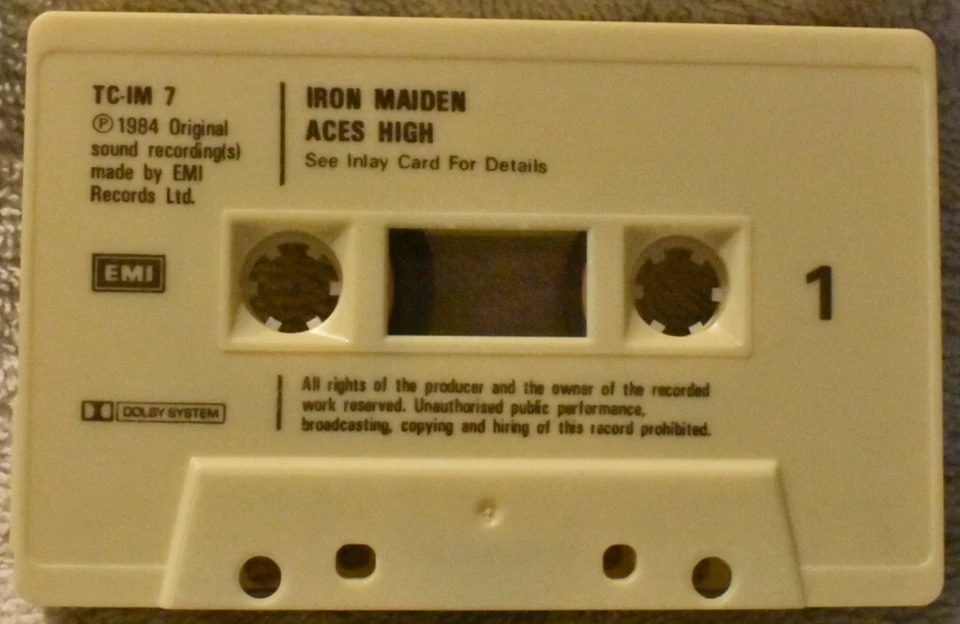 TC-IM 7
℗ 1984 Original
sound recording(s)
made by EMI
Records Ltd.
IRON MAIDEN
ACES HIGH
See Inlay Card For Details
EMI
1
DOLBY SYSTEM
All rights of the producer and the owner of the recorded
work reserved. Unauthorised public performance,
broadcasting, copying and hiring of this record prohibited.